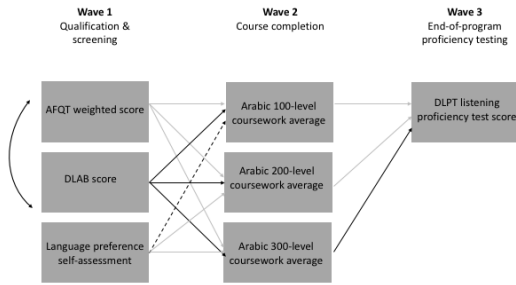 Wave 1
Qualification &
screening
Wave 2
Course completion
Wave 3
End-of-program
proficiency testing
AFQT weighted score
Arabic 100-level
coursework average
DLPT listening
proficiency test score
DLAB score
Arabic 200-level
coursework average
Language preference
self-assessment
Arabic 300-level
coursework average